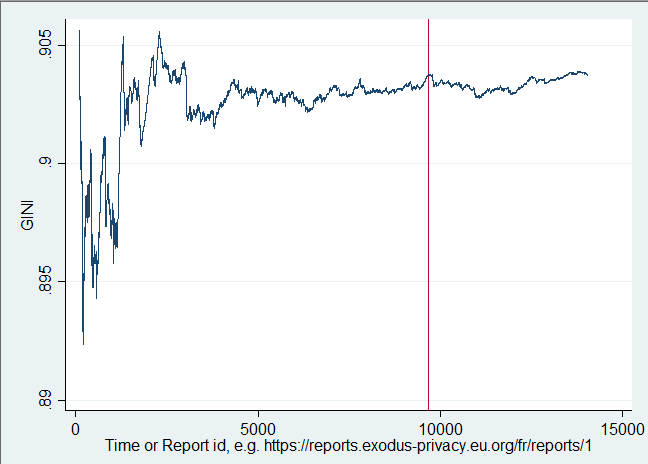 .905
.9
.895
.89
GINI
0 5000 10000 15000
Time or Report id, e.g. https://reports.exodus-privacy.eu.org/fr/reports/1